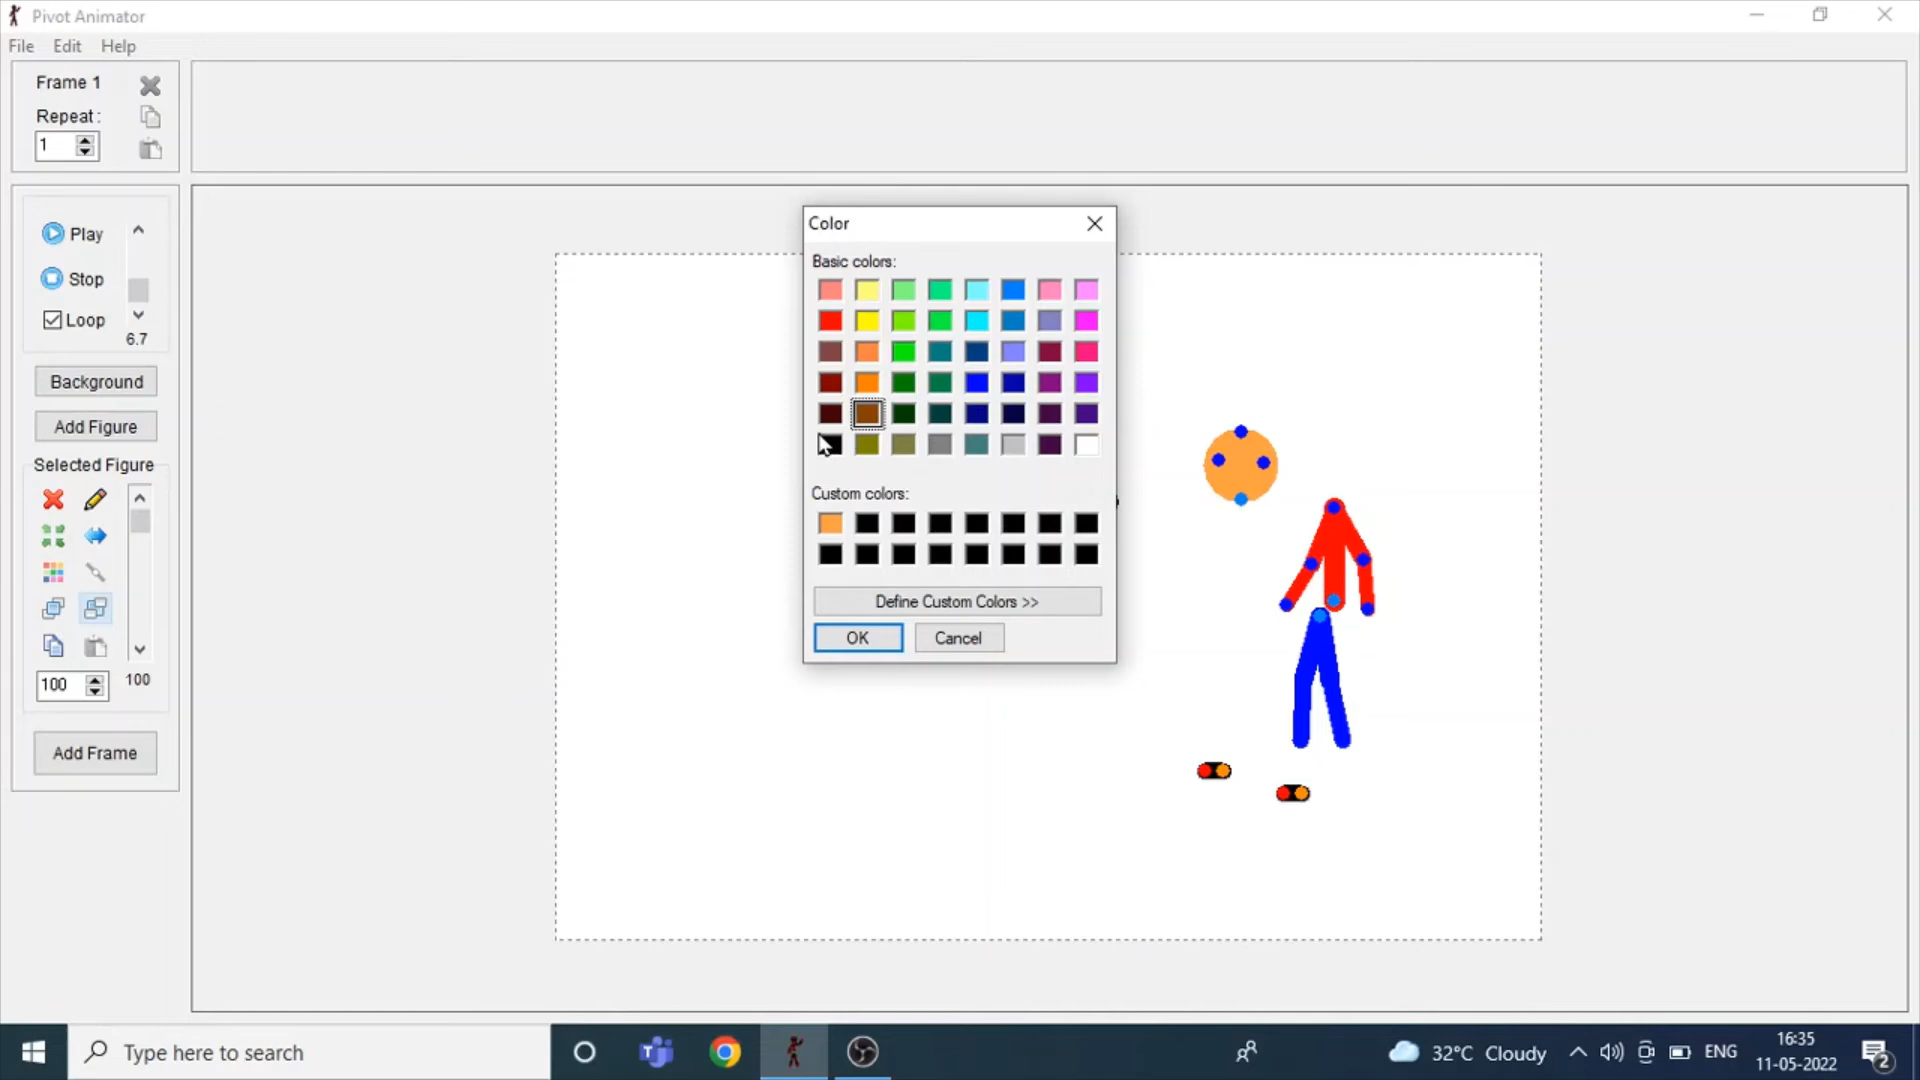 Pivot Animator
File Edit Help
Frame 1
Repeat:
1
Play
Stop
Loop
6.7
Background
Add Figure
Selected Figure
100
100
Add Frame
Color
Basic colors:
Custom colors:
Define Custom Colors >>
OK Cancel
Type here to search
32°C Cloudy
ENG
16:35
11-05-2022
2